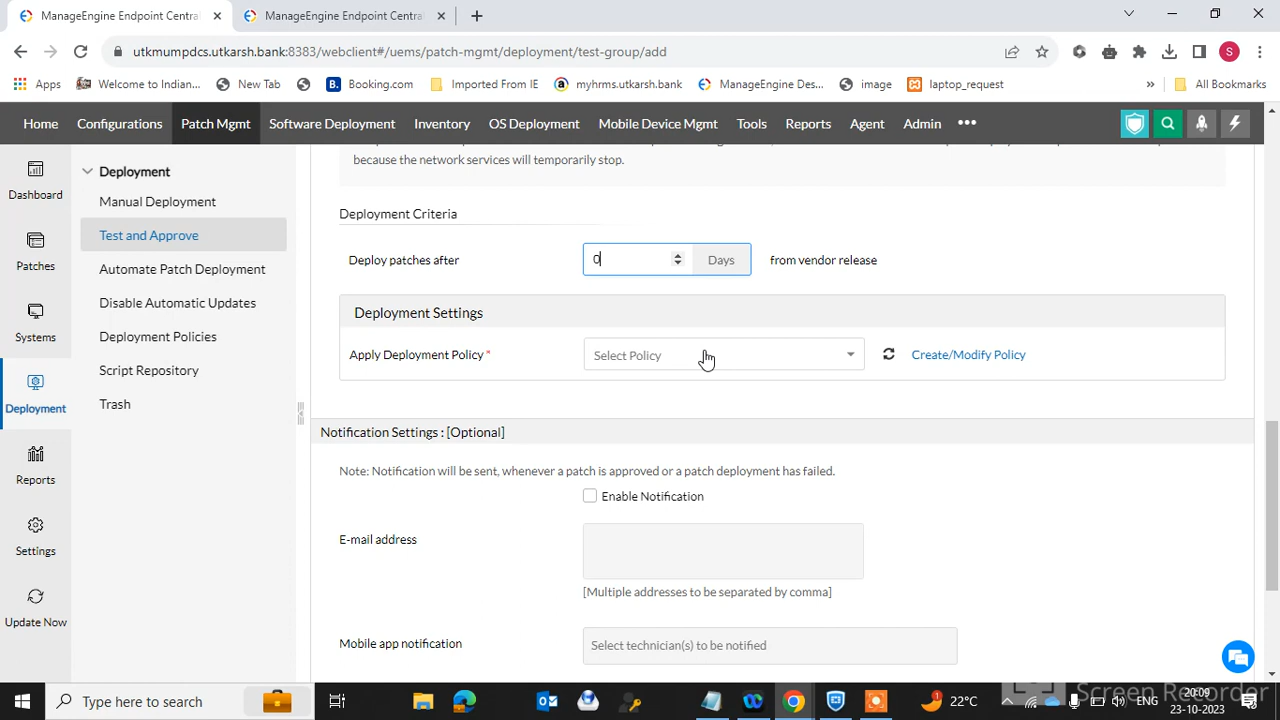 ManageEngine Endpoint Centra
ManageEngine Endpoint Centra
utkmumpdcs.utkarsh.bank:8383/webclient#/uems/patch-mgmt/deployment/test-group/add
S
Apps
Welcome to Indian...
New Tab
B. Booking.com
Imported From IE
myhrms.utkarsh.bank
ManageEngine Des...
image
laptop_request
»
All Bookmarks
Home
Configurations
Patch Mgmt
Software Deployment
Inventory
OS Deployment
Mobile Device Mgmt
Tools
Reports
Agent
Admin
Dashboard
Patches
Systems
Deployment
Reports
Settings
Update Now
Deployment
Manual Deployment
Test and Approve
Automate Patch Deployment
Disable Automatic Updates
Deployment Policies
Script Repository
Trash
because the network services will temporarily stop.
Deployment Criteria
Deploy patches after 0 Days from vendor release
Deployment Settings
Apply Deployment Policy * Select Policy Create/Modify Policy
Notification Settings : [Optional]
Note: Notification will be sent, whenever a patch is approved or a patch deployment has failed.
Enable Notification
E-mail address
[Multiple addresses to be separated by comma]
Mobile app notification Select technician(s) to be notified
Type here to search
22°C
20:09
23-10-2023
Screen Recorder